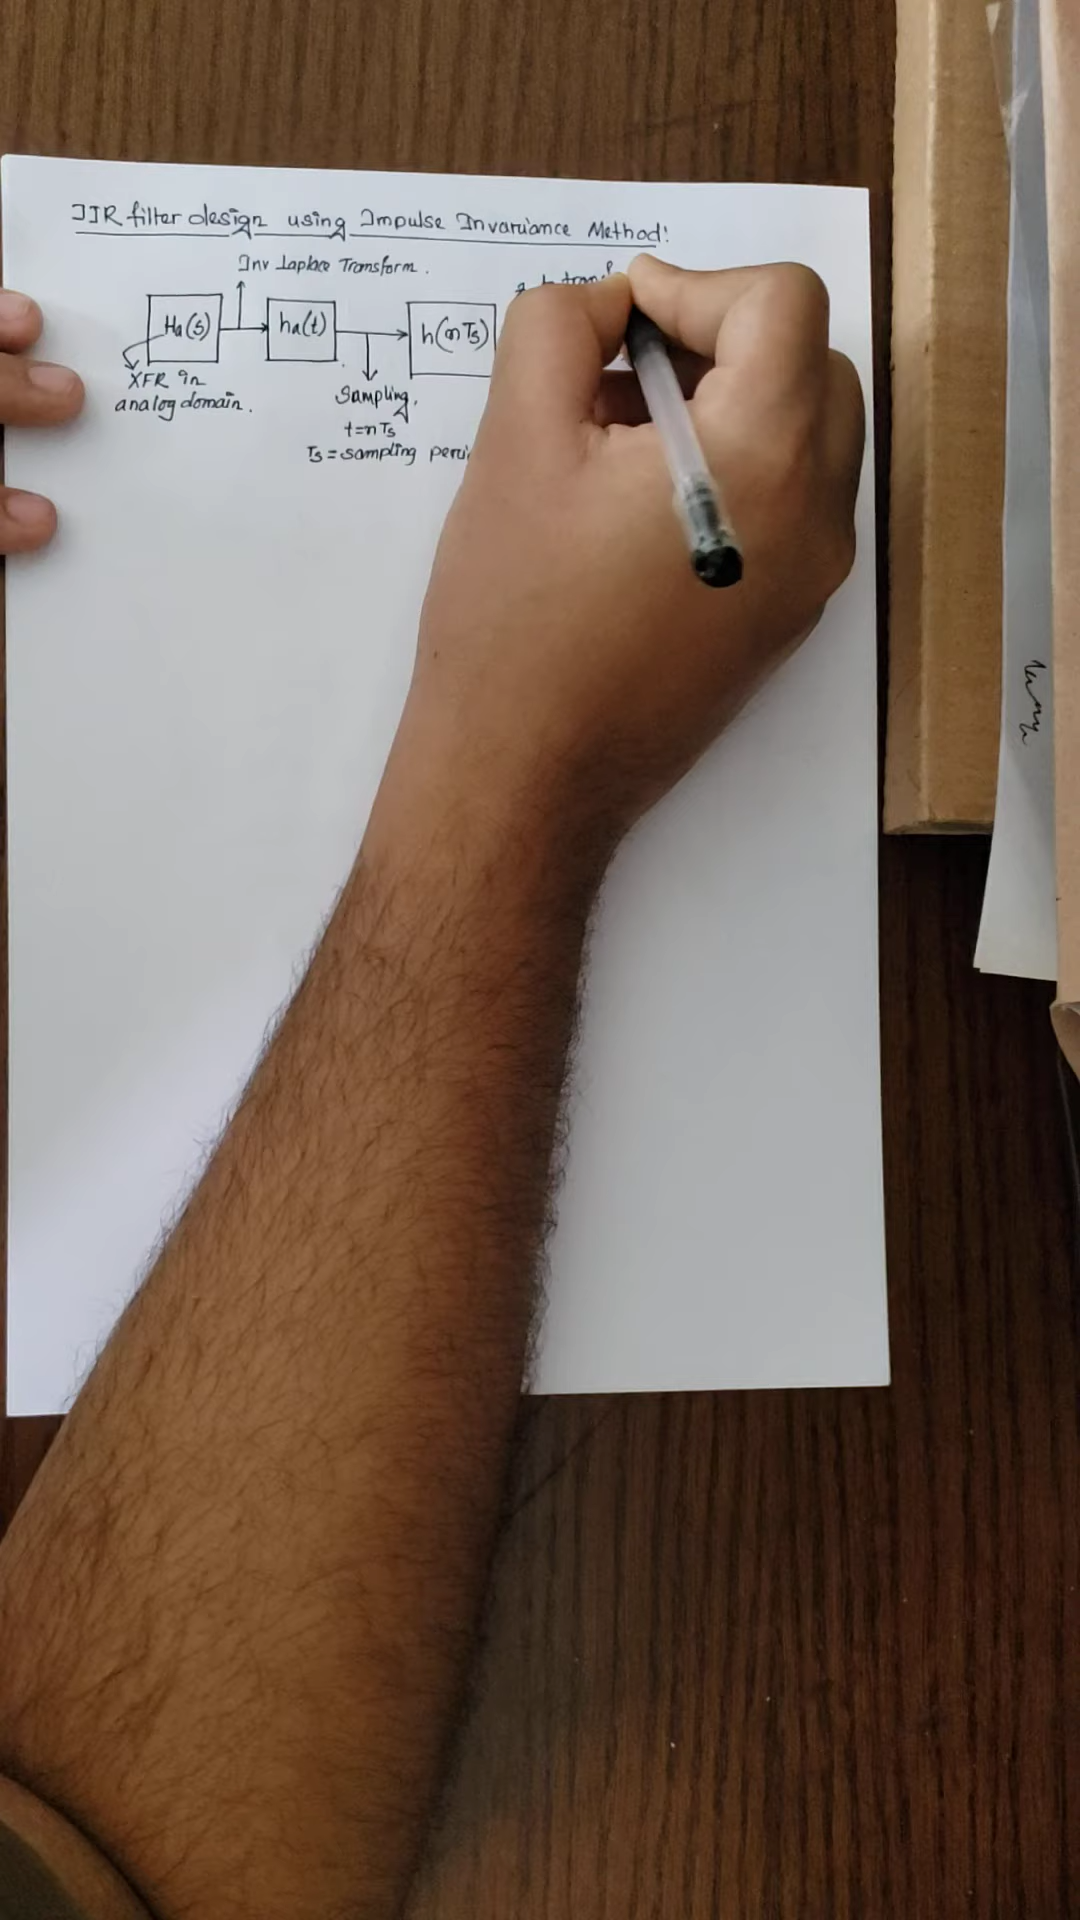 IIR filter design using Impulse Invariance Method:
Inv Laplace Transform.
Ha(s)
ha(t)
h(nTs)
XFR in
analog domain.
Sampling.
t=nTs
Ts = sampling peri